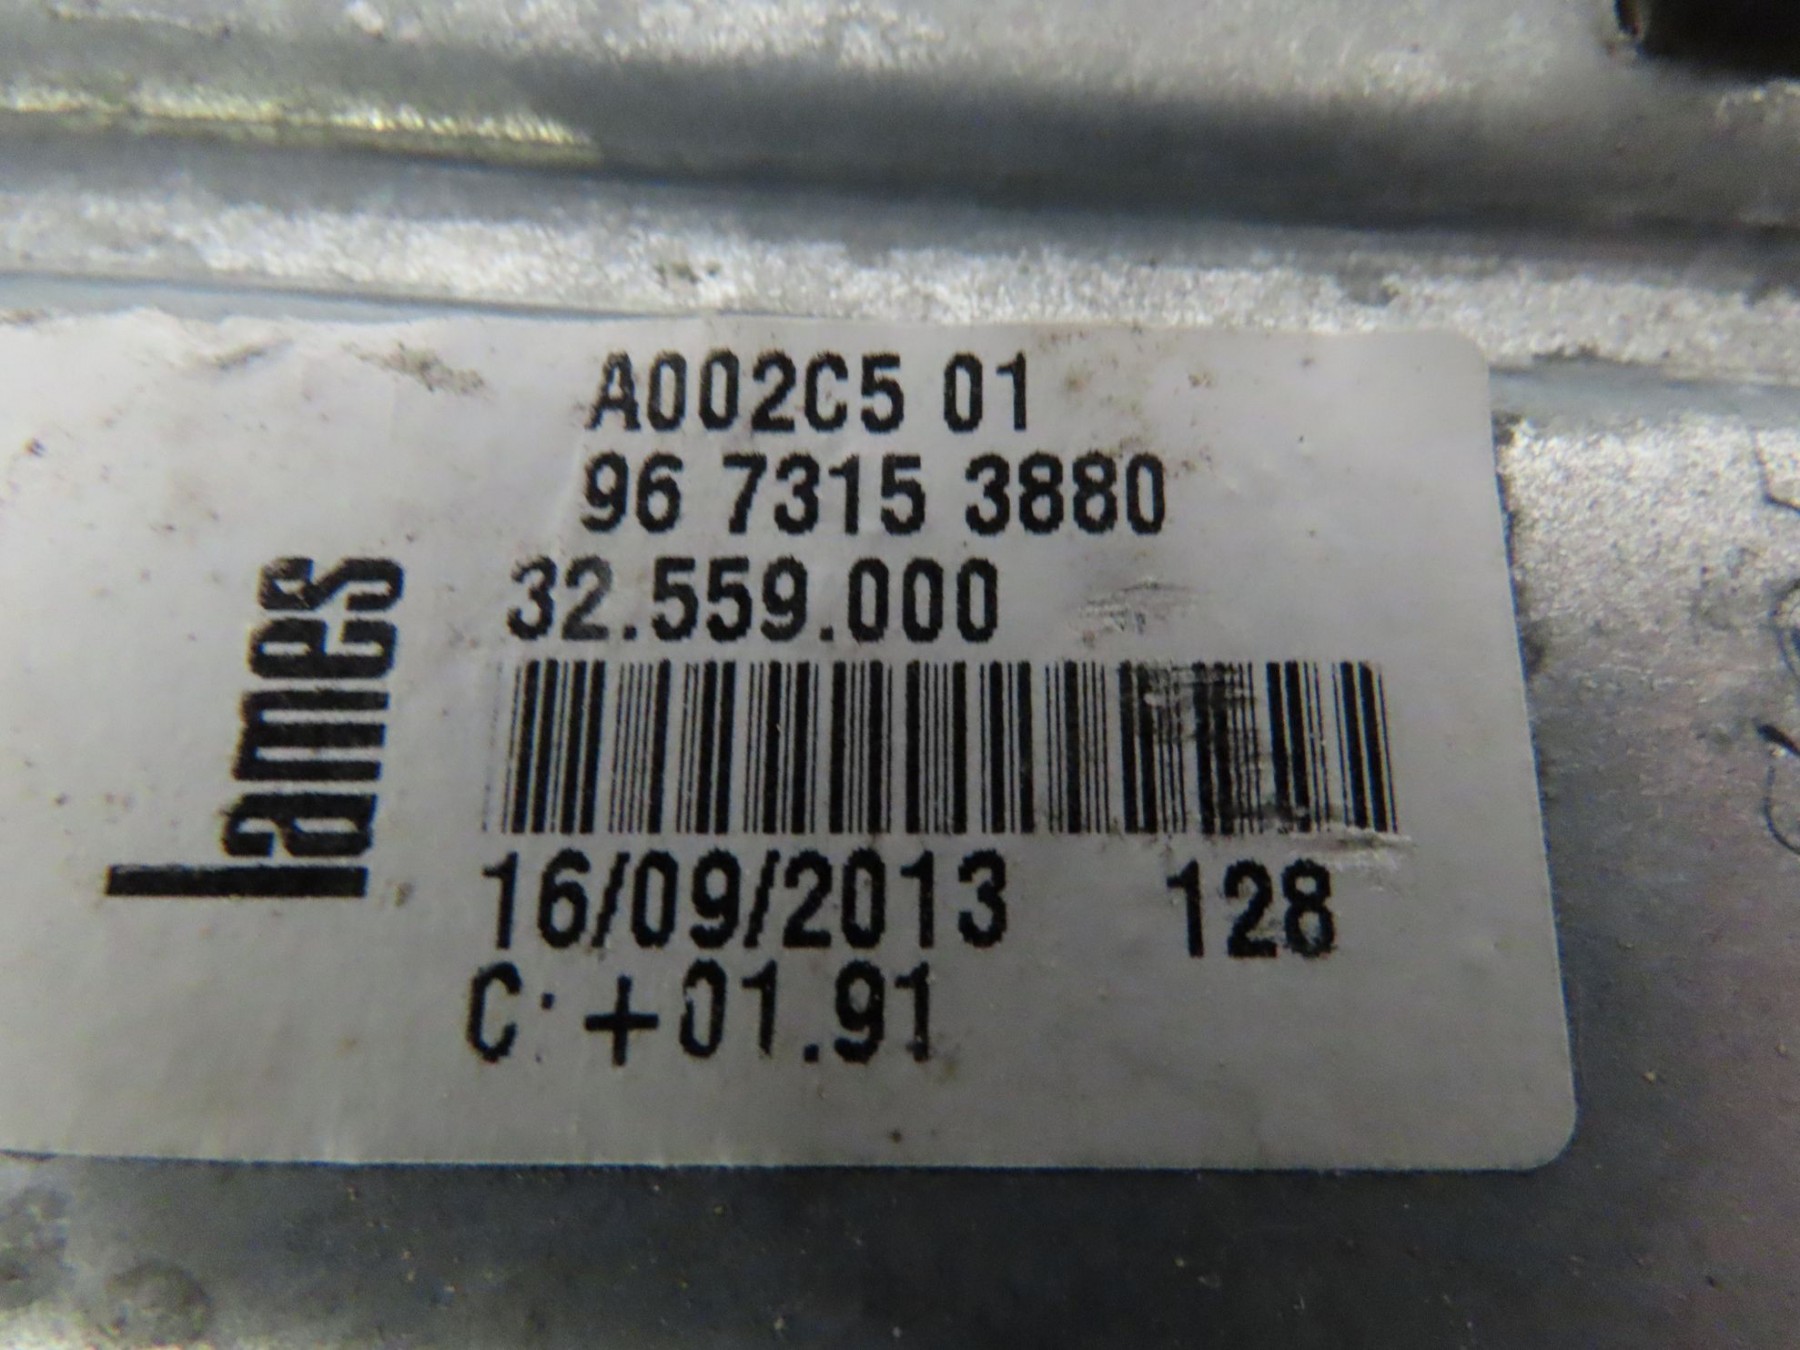 A002C5 01
96 7315 3880
32.559.000
lames
16/09/2013 128
C: +01.91